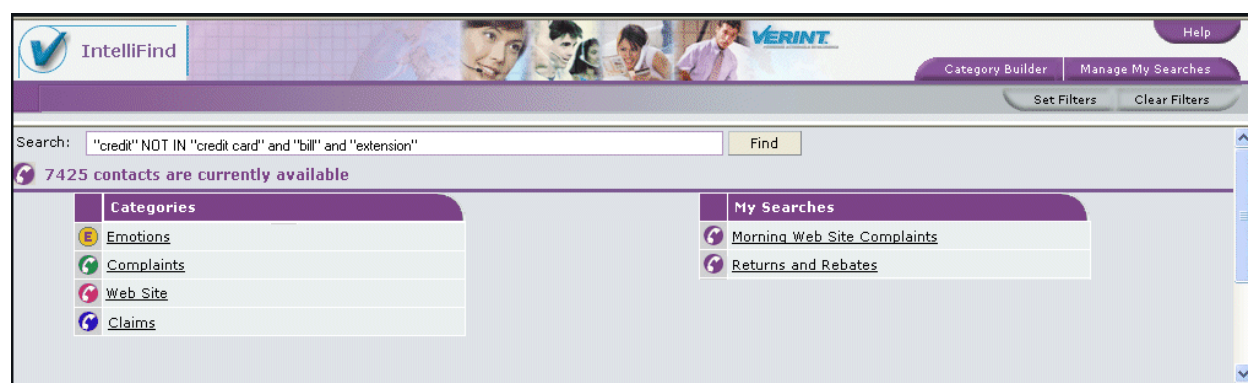 IntelliFind
VERINT
Help
Category Builder
Manage My Searches
Set Filters
Clear Filters
Search:
"credit" NOT IN "credit card" and "bill" and "extension"
Find
7425 contacts are currently available
Categories
E Emotions
Complaints
Web Site
Claims
My Searches
Morning Web Site Complaints
Returns and Rebates